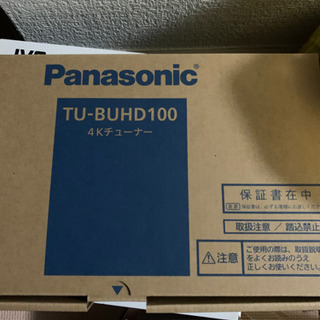 JVC
Panasonic
TU-BUHD100
4Kチューナー
保証書在中
取扱注意／踏込禁止
注意
ご使用の際は、取扱説明
をよくお読みのうえ
正しくお使いください。